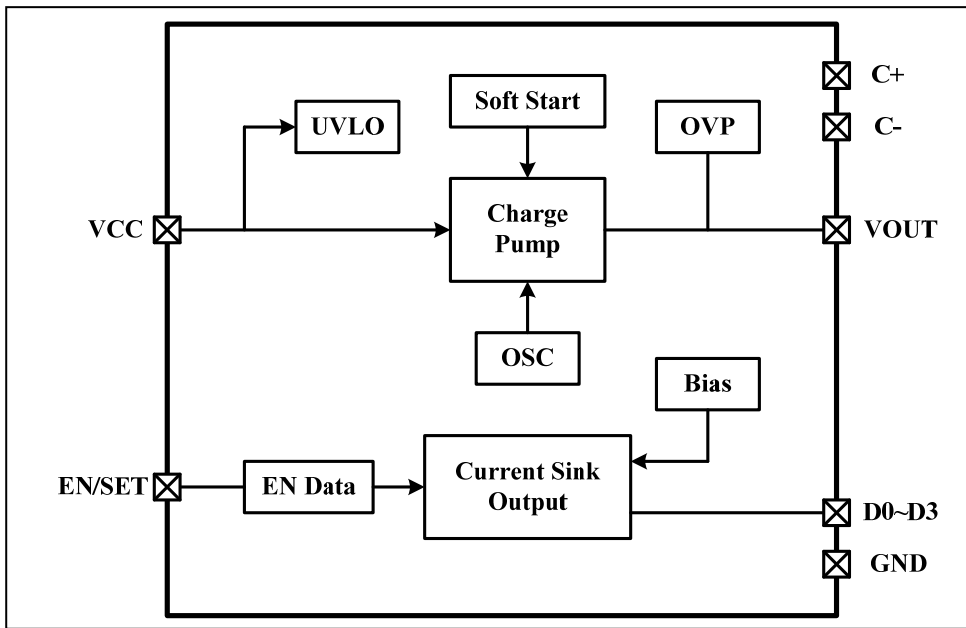 C+
Soft Start
UVLO
OVP
C-
VCC
Charge
Pump
VOUT
OSC
Bias
EN/SET
EN Data
Current Sink
Output
D0~D3
GND